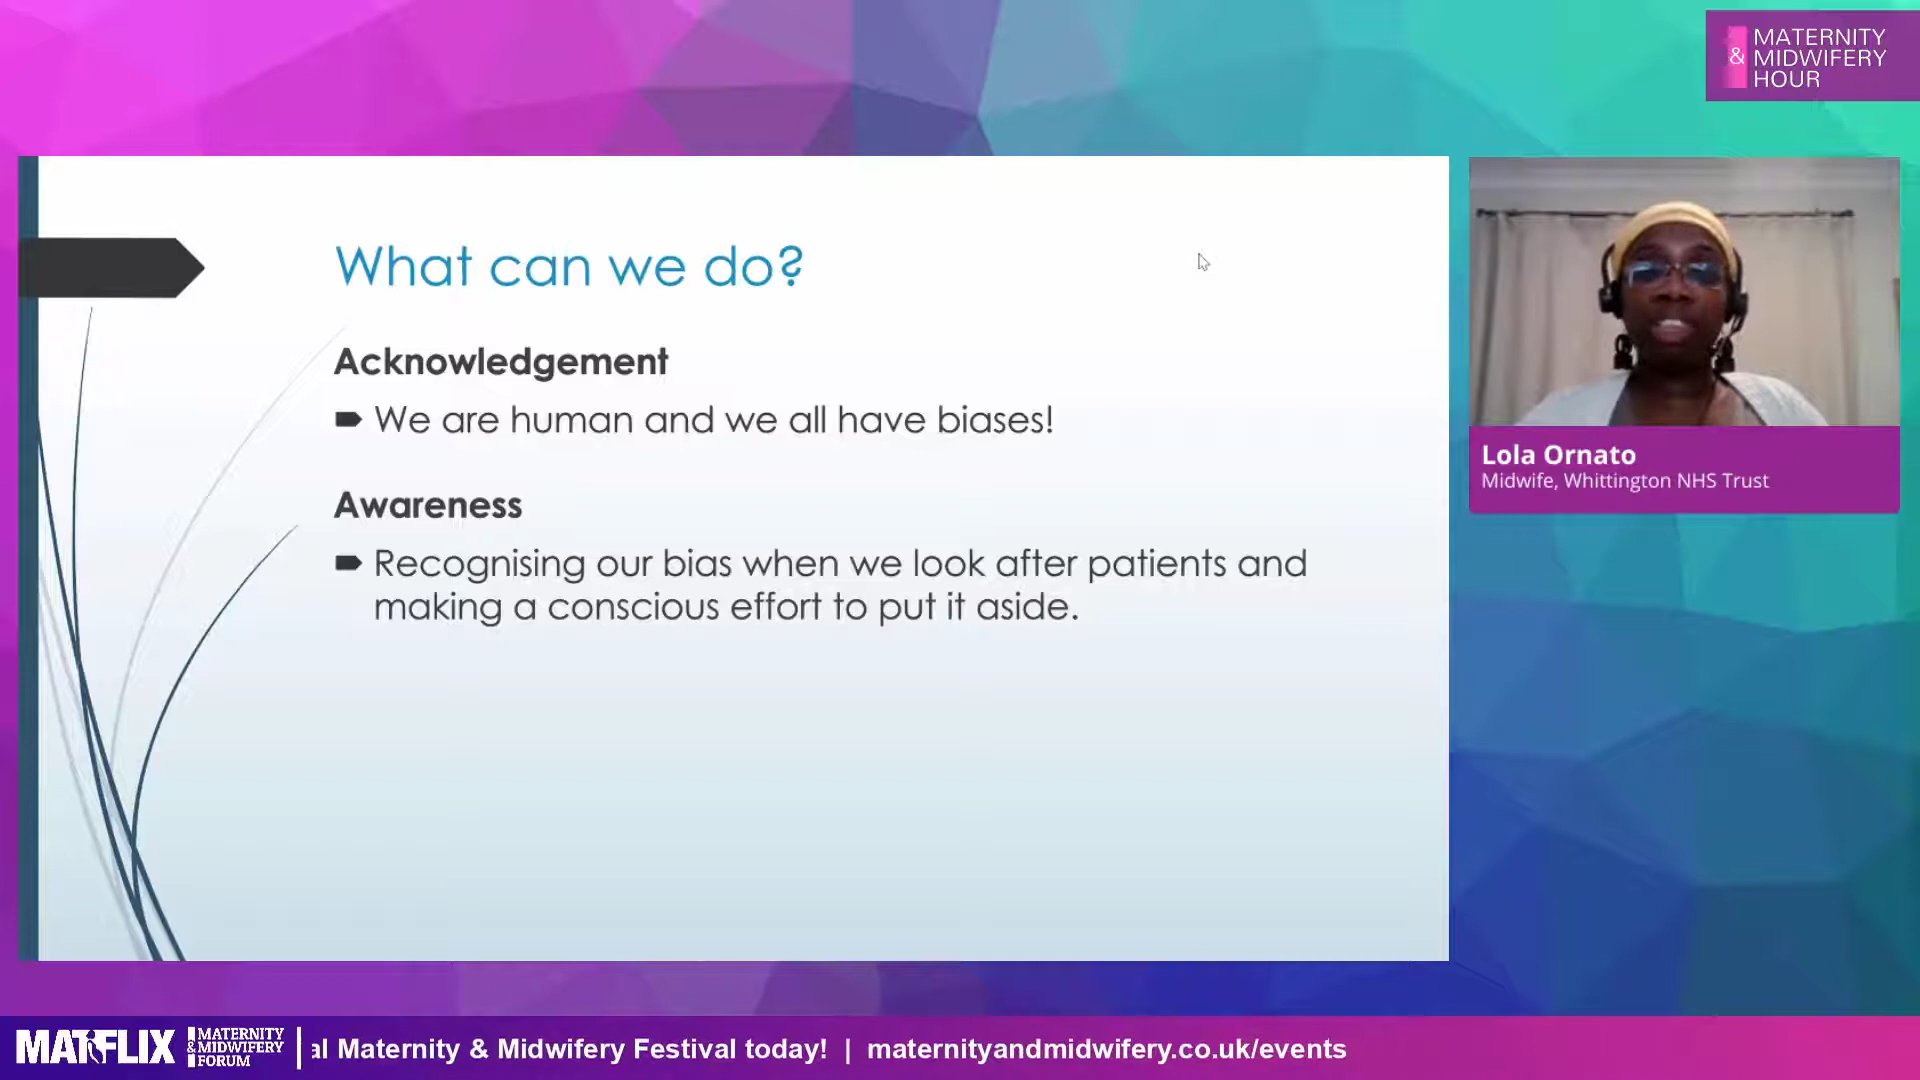 MATERNITY
& MIDWIFERY
HOUR
What can we do?
Acknowledgement
We are human and we all have biases!
Awareness
Recognising our bias when we look after patients and
making a conscious effort to put it aside.
Lola Ornato
Midwife, Whittington NHS Trust
MATFLIX
MATERNITY
& MIDWIFERY
FORUM
al Maternity & Midwifery Festival today! | maternityandmidwifery.co.uk/events